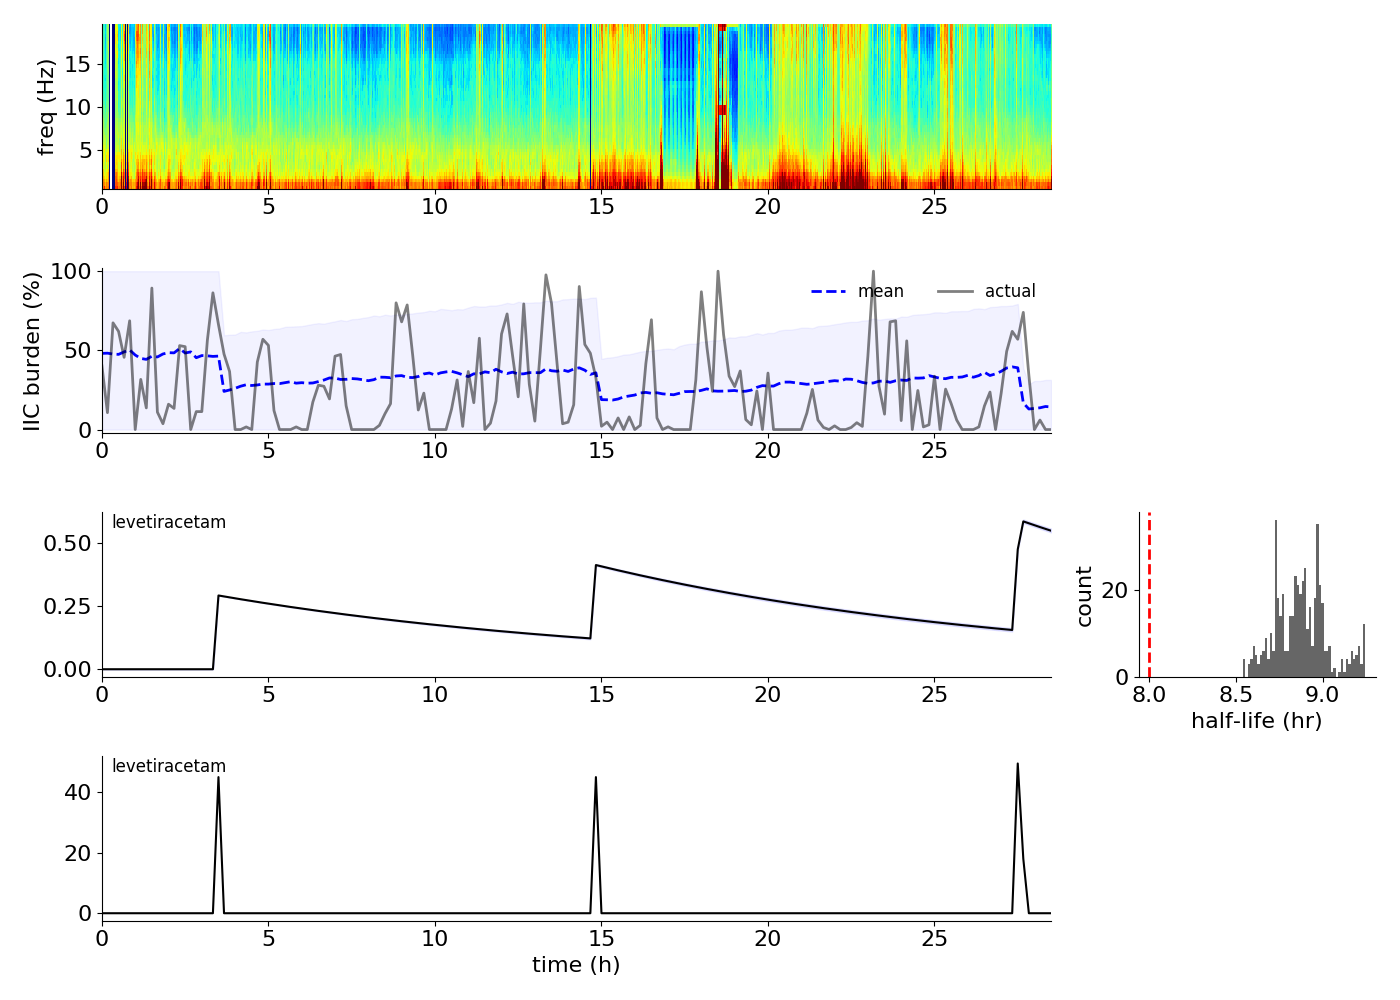 freq (Hz)
15
10
5
0 5 10 15 20 25
IIC burden (%)
100
50
0
mean actual
0 5 10 15 20 25
levetiracetam
0.50
0.25
0.00
0 5 10 15 20 25
count
20
0
8.0 8.5 9.0
half-life (hr)
levetiracetam
40
20
0
0 5 10 15 20 25
time (h)